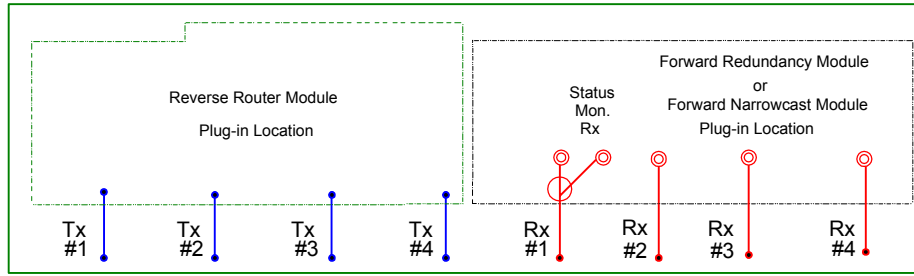 Reverse Router Module
Plug-in Location
Status
Mon.
Rx
Forward Redundancy Module
or
Forward Narrowcast Module
Plug-in Location
Tx
#1
Tx
#2
Tx
#3
Tx
#4
Rx
#1
Rx
#2
Rx
#3
Rx
#4